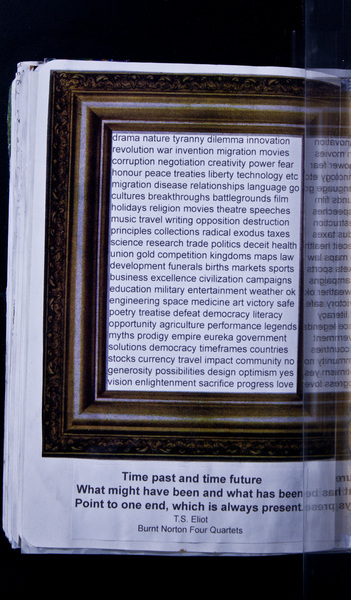 drama nature tyranny dilemma innovation
revolution war invention migration movies
corruption negotiation creativity power fear
honour peace treaties liberty technology etc
migration disease relationships language go
cultures breakthroughs battlegrounds film
holidays religion movies theatre speeches
music travel writing opposition destruction
principles collections radical exodus taxes
science research trade politics deceit health
union gold competition kingdoms maps law
development funerals births markets sports
business excellence civilization campaigns
education military entertainment weather ok
engineering space medicine art victory safe
poetry treatise defeat democracy literacy
opportunity agriculture performance legends
myths prodigy empire eureka government
solutions democracy timeframes countries
stocks currency travel impact community no
generosity possibilities design optimism yes
vision enlightenment sacrifice progress love
Time past and time future
What might have been and what has been
Point to one end, which is always present.
T.S. Eliot
Burnt Norton Four Quartets